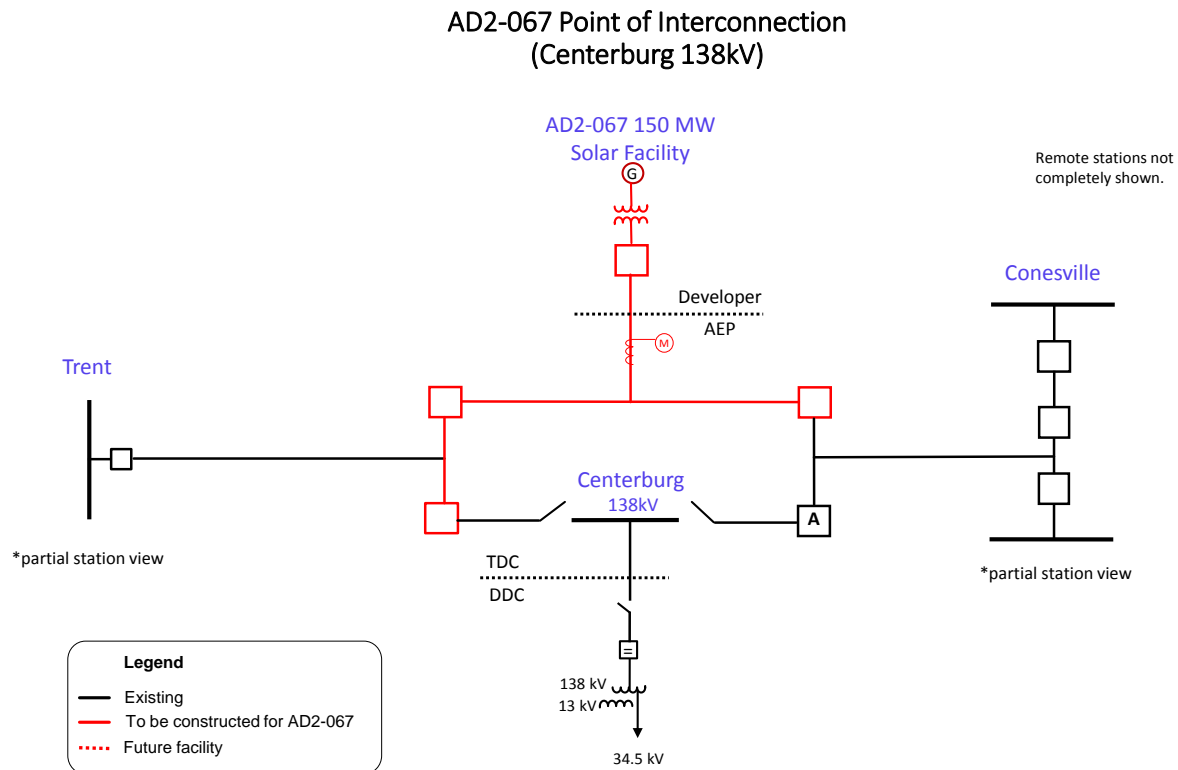 AD2-067 Point of Interconnection
(Centerburg 138kV)
AD2-067 150 MW
Solar Facility
G
Remote stations not
completely shown.
Conesville
Developer
AEP
M
Trent
Centerburg
138kV
A
*partial station view
*partial station view
TDC
DDC
=
Legend
Existing
To be constructed for AD2-067
Future facility
138 kV
13 kV
34.5 kV